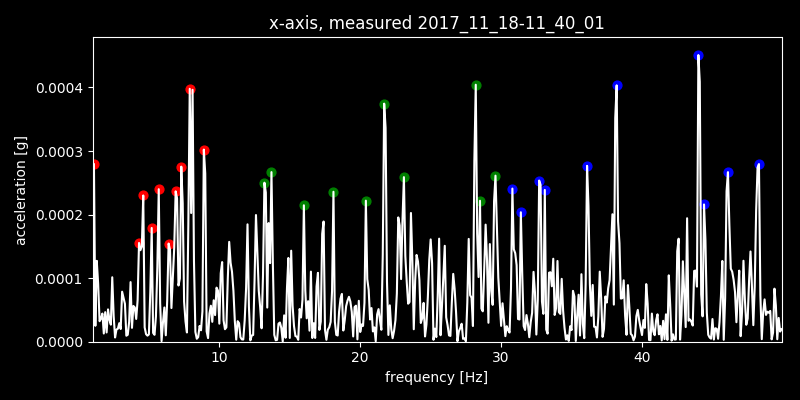 x-axis, measured 2017_11_18-11_40_01
0.0004
0.0003
0.0002
0.0001
0.0000
acceleration [g]
10 20 30 40
frequency [Hz]